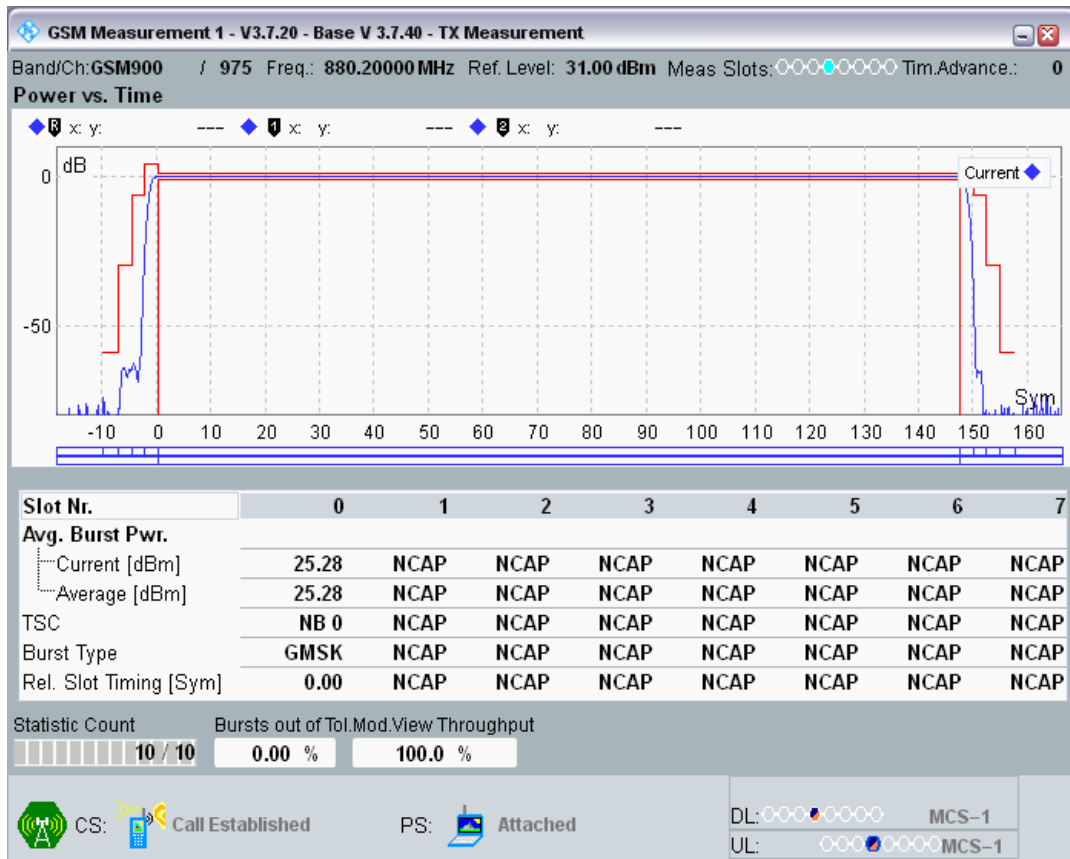 GSM Measurement 1 - V3.7.20 - Base V 3.7.40 - TX Measurement
Band/Ch:GSM900 / 975 Freq.: 880.20000 MHz Ref. Level: 31.00 dBm Meas Slots: Tim.Advance.: 0
Power vs. Time
R x: y: --- 1 x: y: --- 2 x: y: ---
dB
Current
0
-50
Sym
-10 0 10 20 30 40 50 60 70 80 90 100 110 120 130 140 150 160
Slot Nr. 0 1 2 3 4 5 6 7
Avg. Burst Pwr.
Current [dBm] 25.28 NCAP NCAP NCAP NCAP NCAP NCAP NCAP
Average [dBm] 25.28 NCAP NCAP NCAP NCAP NCAP NCAP NCAP
TSC NB 0 NCAP NCAP NCAP NCAP NCAP NCAP NCAP
Burst Type GMSK NCAP NCAP NCAP NCAP NCAP NCAP NCAP
Rel. Slot Timing [Sym] 0.00 NCAP NCAP NCAP NCAP NCAP NCAP NCAP
Statistic Count Bursts out of Tol.Mod.View Throughput
10 / 10 0.00 % 100.0 %
CS: Call Established PS: Attached DL: MCS-1
UL: MCS-1